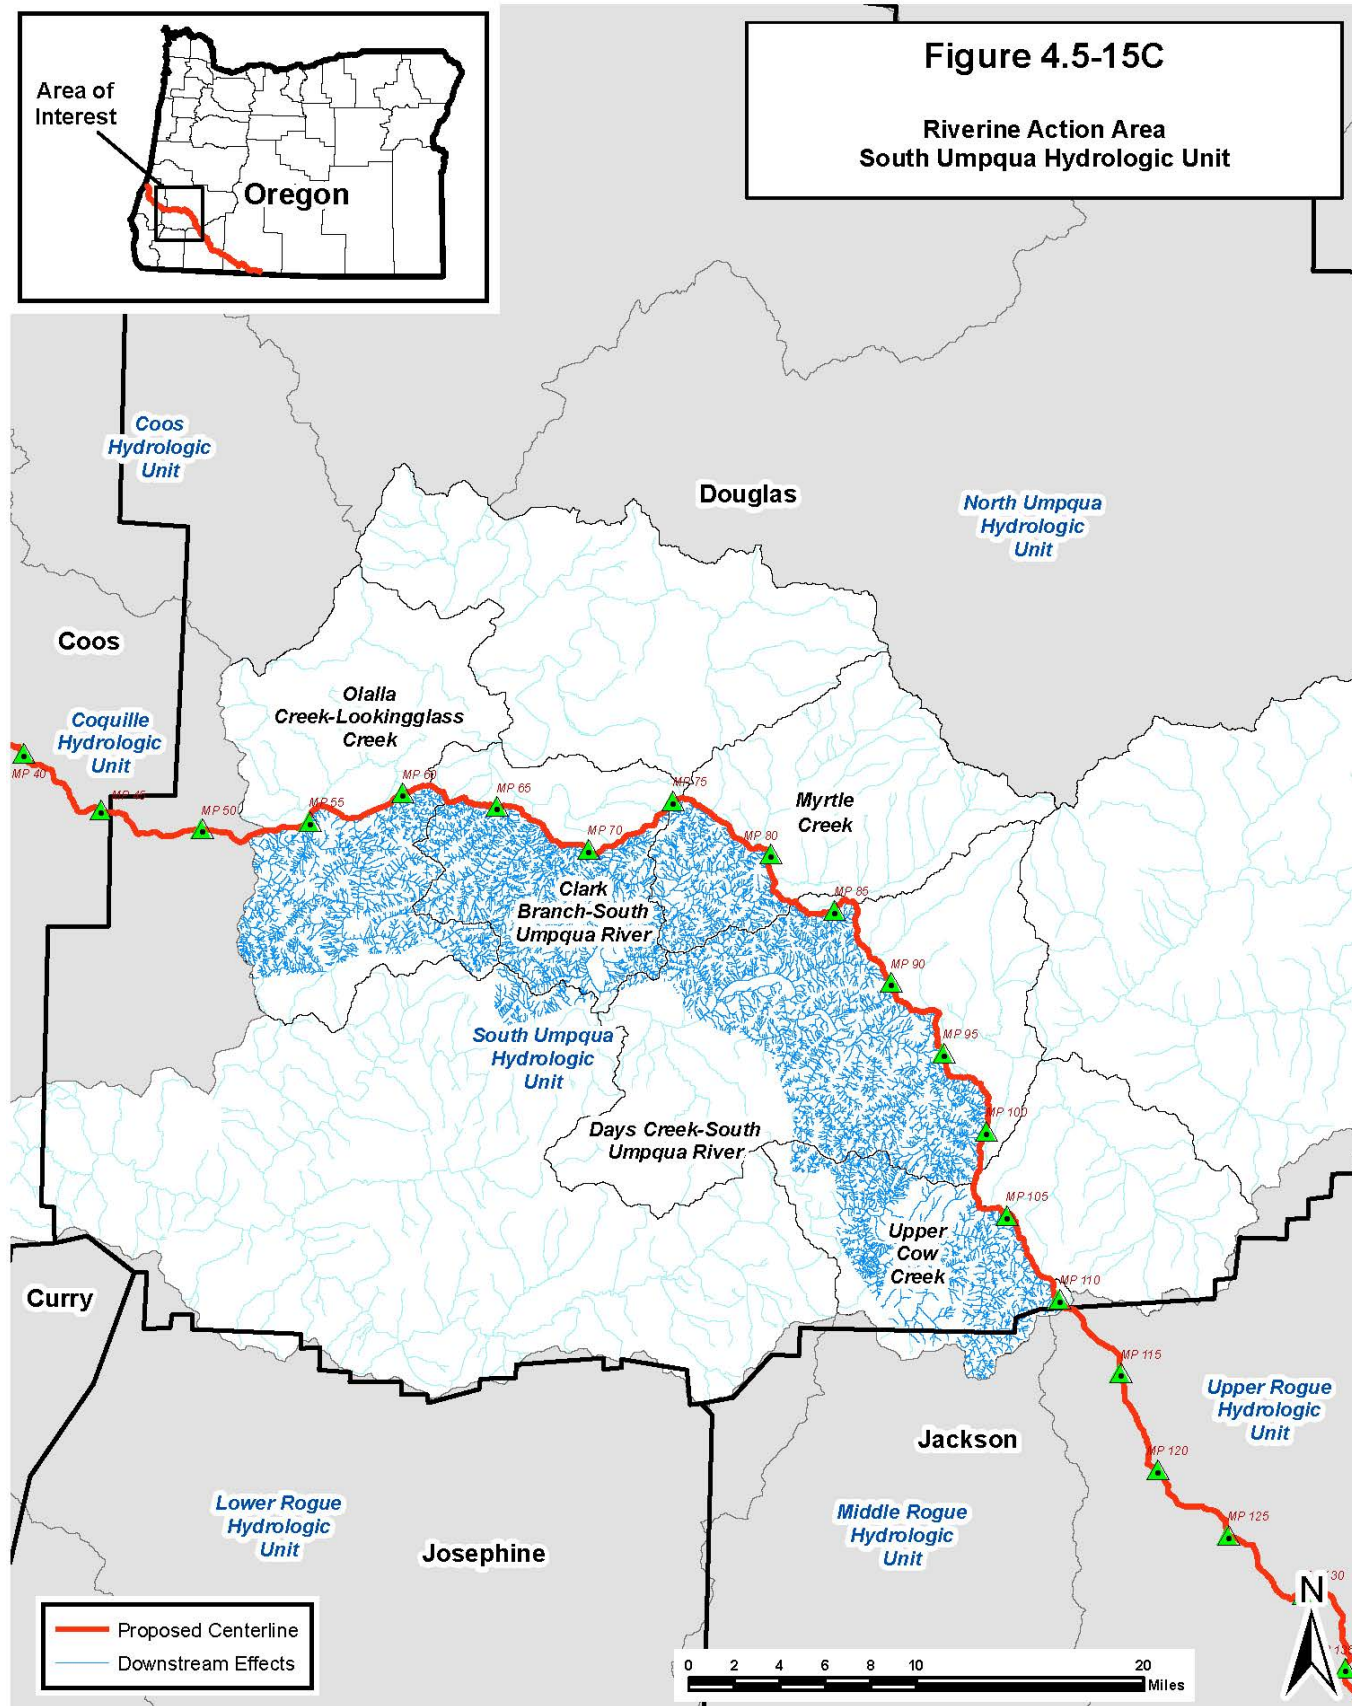 Figure 4.5-15C
Riverine Action Area
South Umpqua Hydrologic Unit
Area of
Interest
Oregon
Coos
Hydrologic
Unit
Douglas
North Umpqua
Hydrologic
Unit
Coos
Olalla
Creek-Lookingglass
Creek
Coquille
Hydrologic
Unit
MP 40
MP 45
MP 50
MP 55
MP 60
MP 65
MP 70
MP 75
MP 80
Myrtle
Creek
MP 85
Clark
Branch-South
Umpqua River
MP 90
South Umpqua
Hydrologic
Unit
MP 95
Days Creek-South
Umpqua River
MP 100
MP 105
Upper
Cow
Creek
MP 110
Curry
MP 115
Upper Rogue
Hydrologic
Unit
Jackson
MP 120
Lower Rogue
Hydrologic
Unit
Middle Rogue
Hydrologic
Unit
MP 125
Josephine
130
N
Proposed Centerline
Downstream Effects
0 2 4 6 8 10 20
Miles